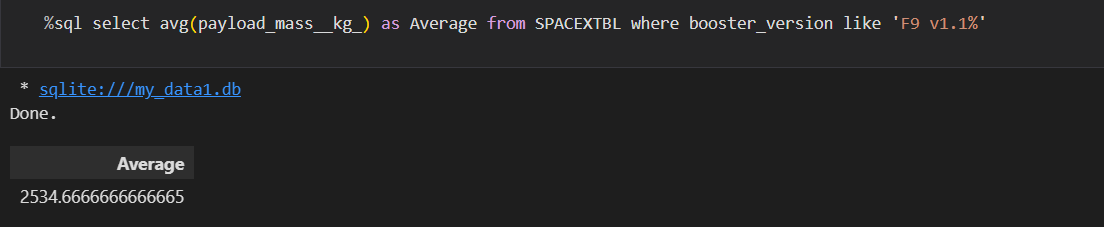 %sql select avg(payload_mass__kg_) as Average from SPACEXTBL where booster_version like 'F9 v1.1%'
* sqlite:///my_data1.db
Done.
Average
2534.6666666666665